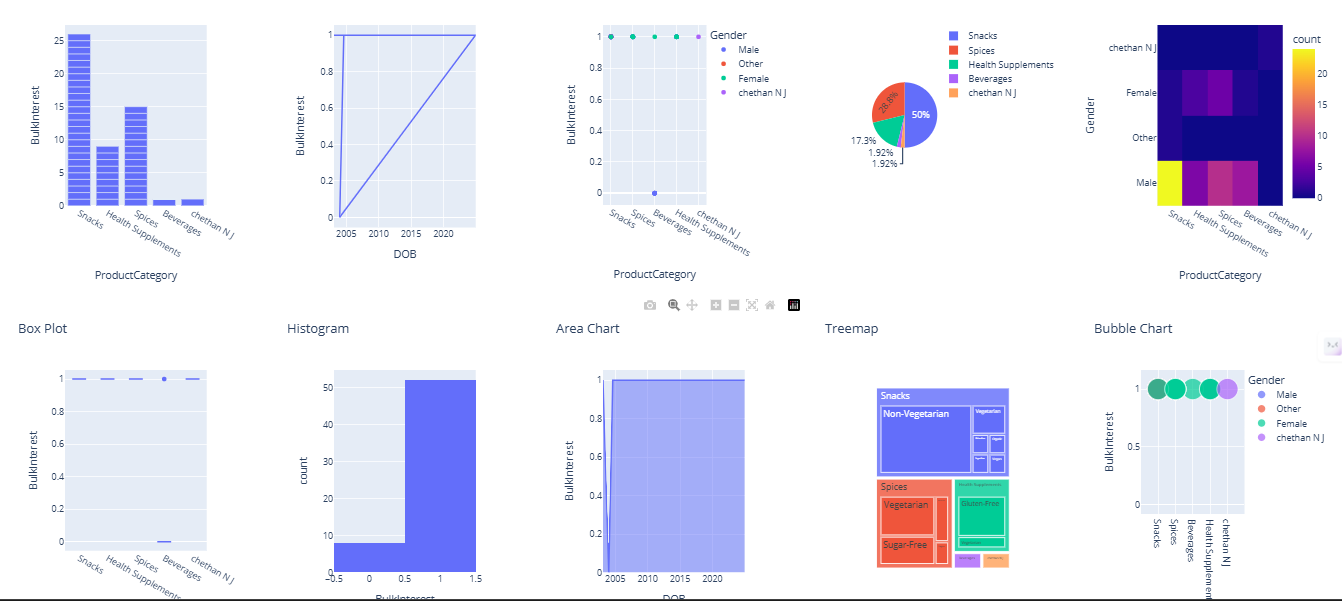 25
20
15
10
5
0
BulkInterest
Snacks
Health Supplements
Spices
Beverages
chethan N J
ProductCategory
1
0.8
0.6
0.4
0.2
0
BulkInterest
2005 2010 2015 2020
DOB
1
0.8
0.6
0.4
0.2
0
BulkInterest
Snacks
Spices
Beverages
Health Supplements
chethan N J
ProductCategory
Gender
Male
Other
Female
chethan N J
50%
28.8%
17.3%
1.92%
1.92%
Snacks
Spices
Health Supplements
Beverages
chethan N J
Gender
chethan N J
Female
Other
Male
Snacks
Health Supplements
Spices
Beverages
chethan N J
ProductCategory
count
20
15
10
5
0
Box Plot
1
0.8
0.6
0.4
0.2
0
BulkInterest
Snacks
Health Supplements
Spices
Beverages
chethan N J
Histogram
50
40
30
20
10
0
count
−0.5 0 0.5 1 1.5
BulkInterest
Area Chart
1
0.8
0.6
0.4
0.2
0
BulkInterest
2005 2010 2015 2020
DOB
Treemap
Snacks
Non-Vegetarian
Vegetarian
Spices
Vegetarian
Sugar-Free
Health Supplements
Gluten-Free
Bubble Chart
1
0.5
0
BulkInterest
Snacks
Spices
Beverages
Health Supplement
chethan N J
Gender
Male
Other
Female
chethan N J